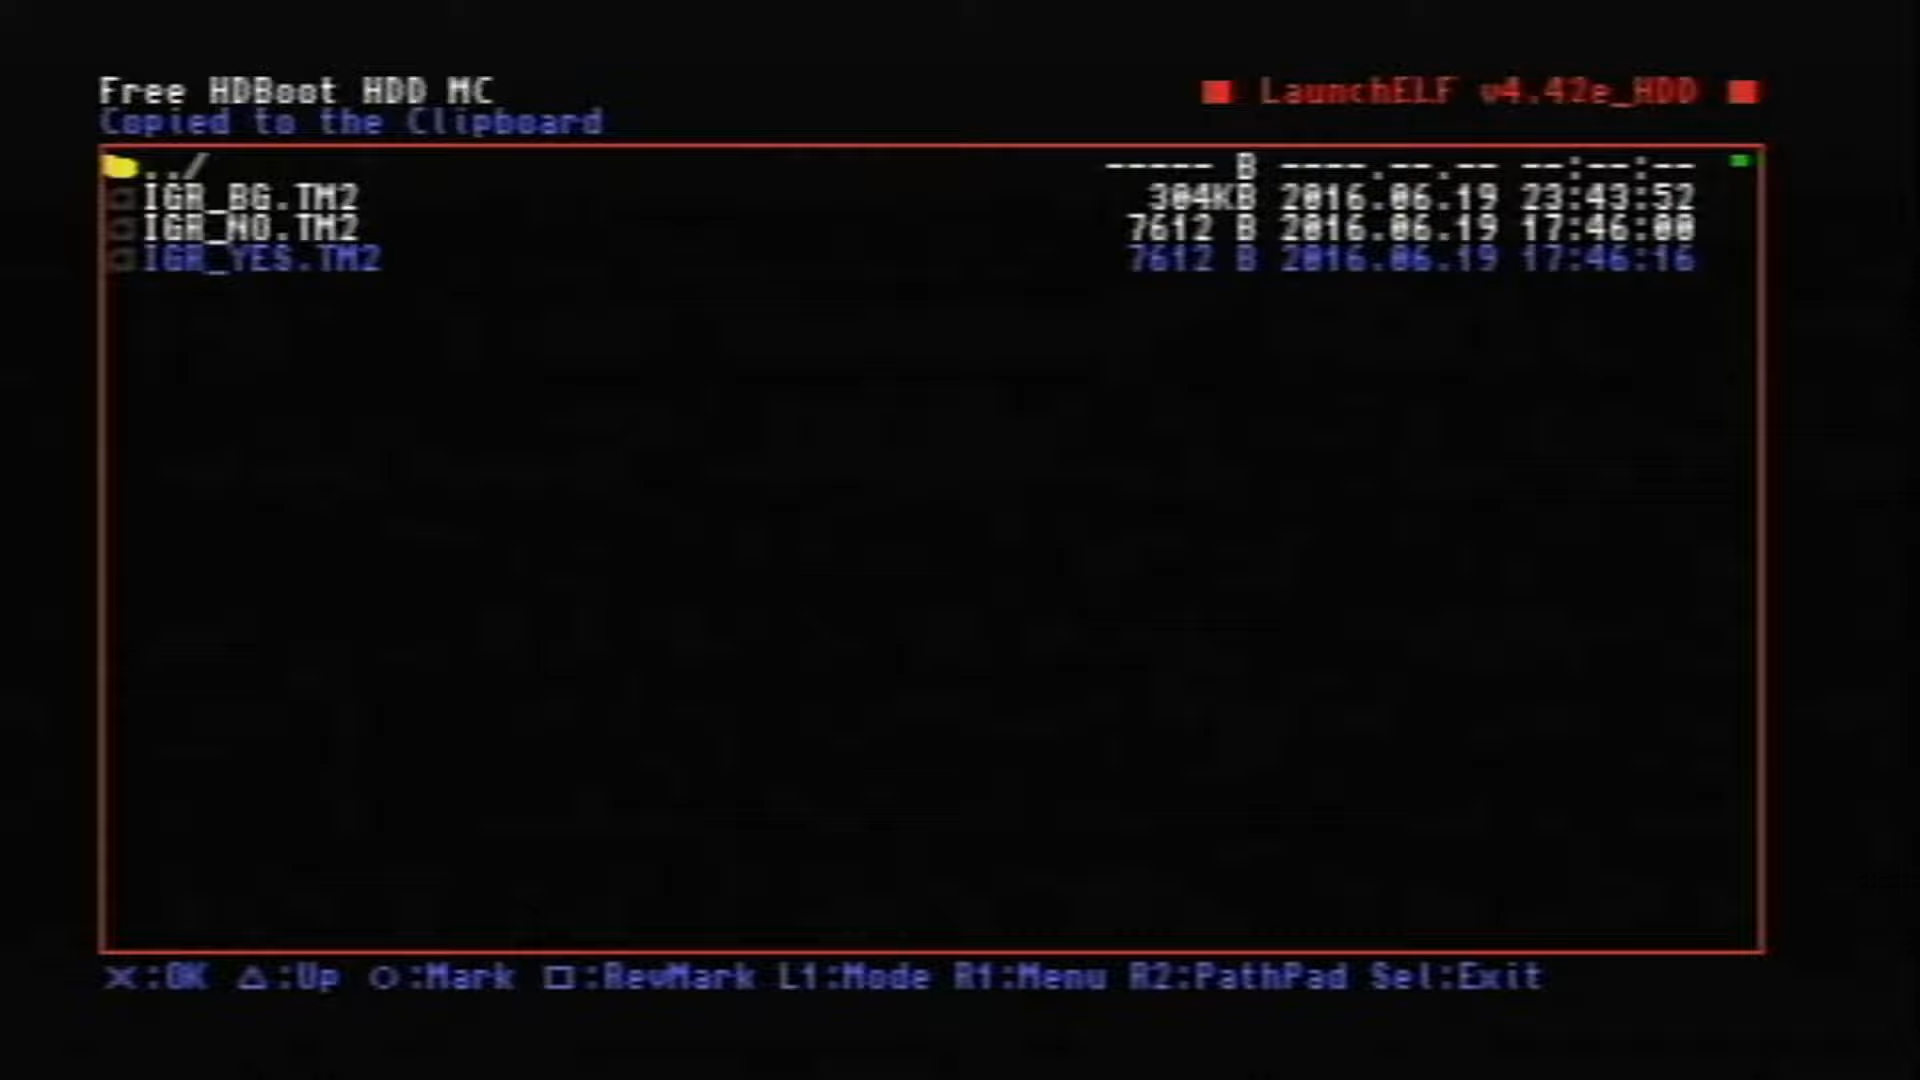 Free HDBoot HDD MC
LaunchELF v4.42e_HDD
Copied to the Clipboard
../ ----- B ----.--.-- --:--:--
IGR_BG.TM2 304KB 2016.06.19 23:43:52
IGR_NO.TM2 7612 B 2016.06.19 17:46:00
IGR_YES.TM2 7612 B 2016.06.19 17:46:16
×:OK △:Up ○:Mark □:RevMark L1:Mode R1:Menu R2:PathPad Sel:Exit